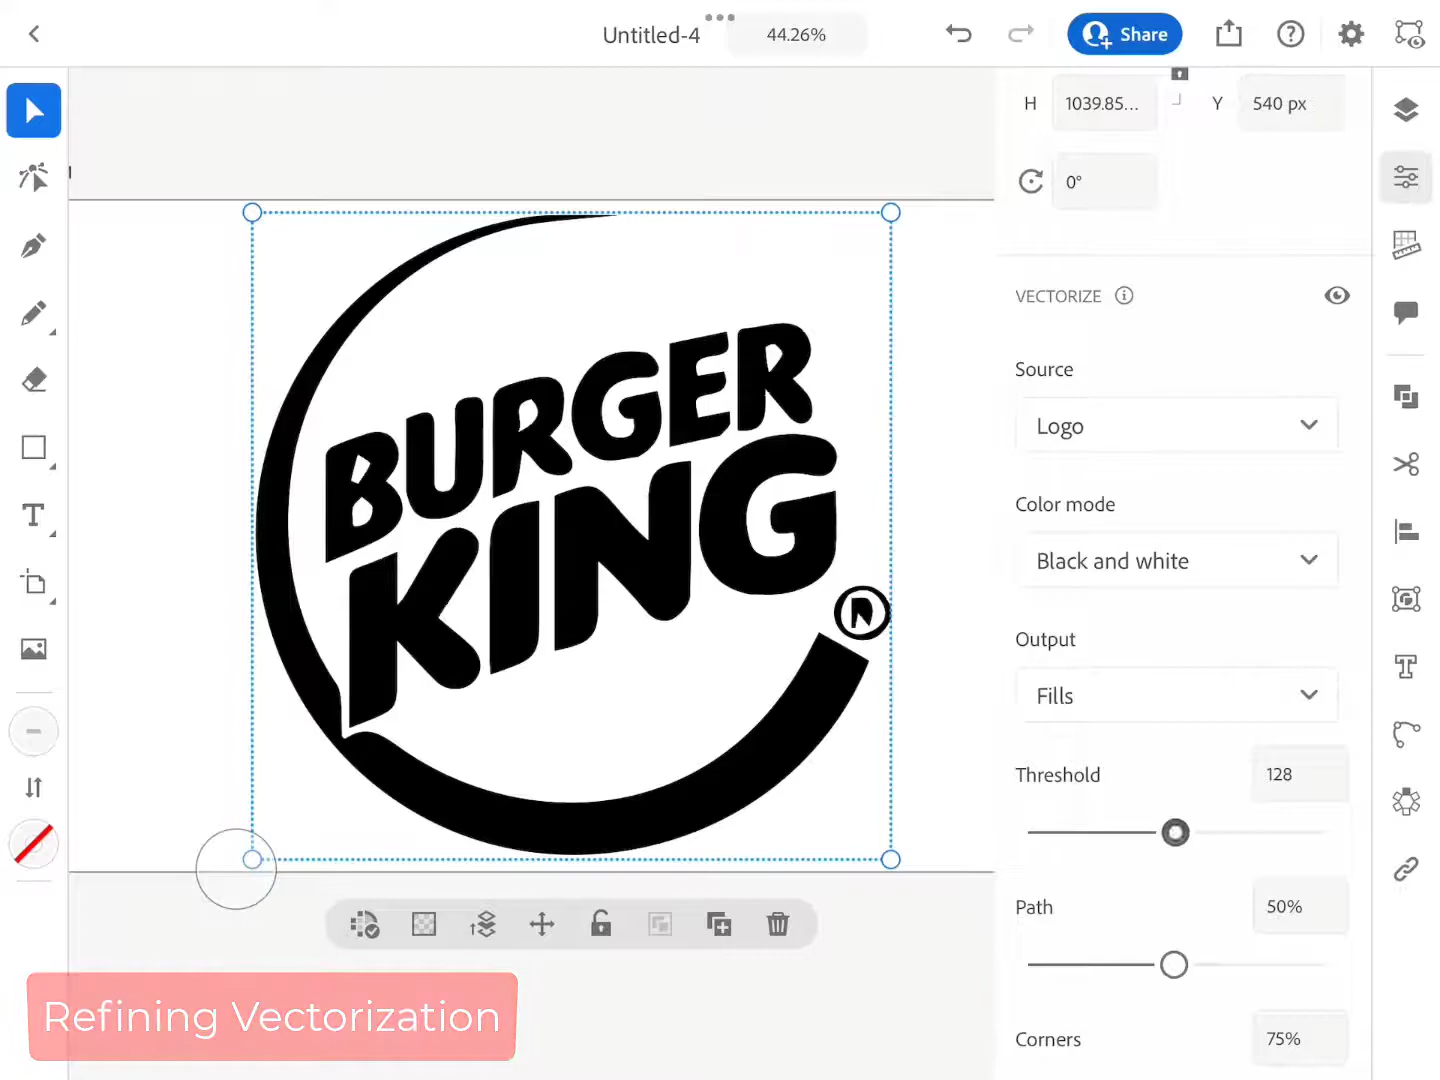 Untitled-4
44.26%
Share
H 1039.85... Y 540 px
0°
VECTORIZE
Source
Logo
Color mode
Black and white
Output
Fills
Threshold 128
Path 50%
Corners 75%
BURGER
KING
®
T
Refining Vectorization